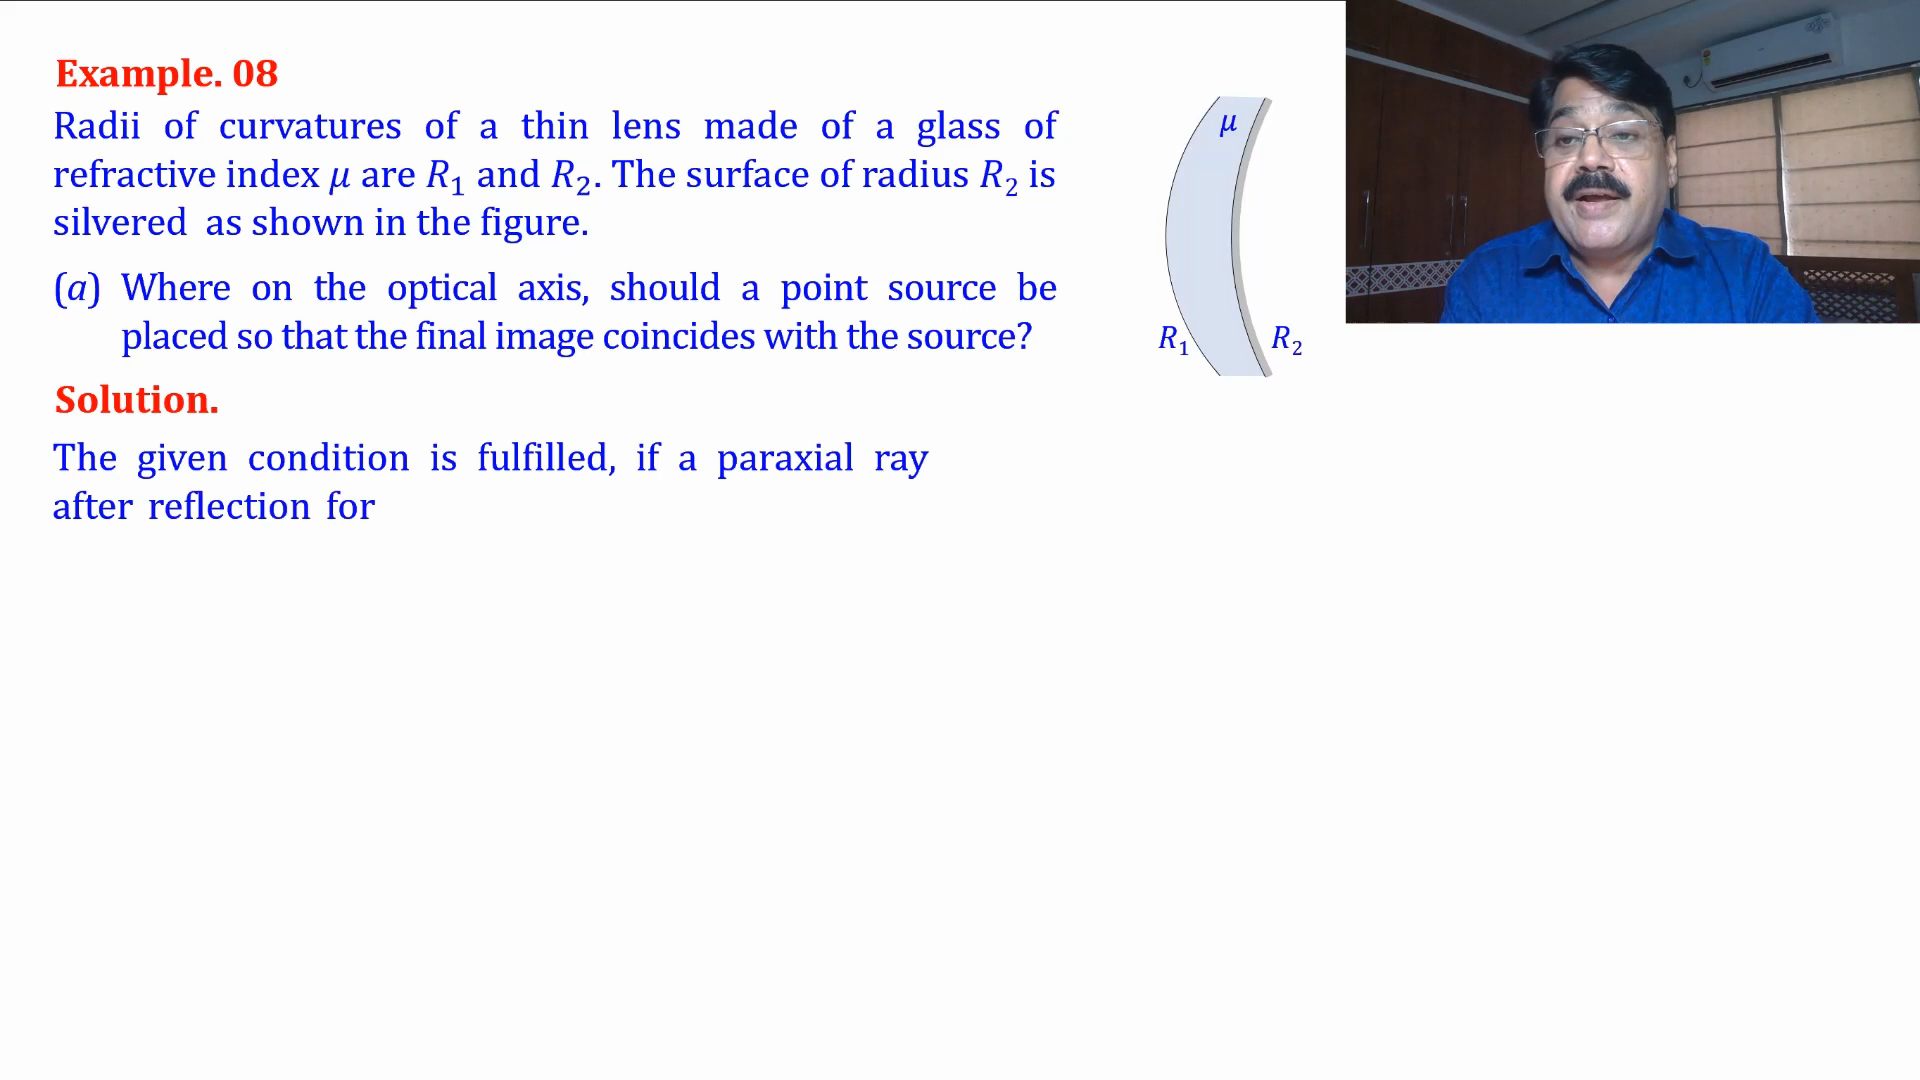 Example. 08
Radii of curvatures of a thin lens made of a glass of
refractive index μ are R₁ and R₂. The surface of radius R₂ is
silvered as shown in the figure.
(a) Where on the optical axis, should a point source be
placed so that the final image coincides with the source?
Solution.
The given condition is fulfilled, if a paraxial ray
after reflection for
μ
R₁
R₂